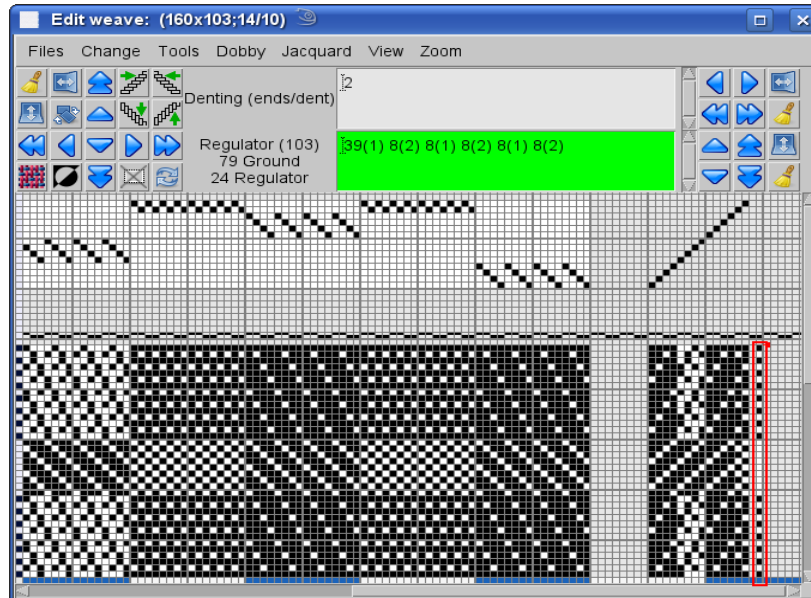 Edit weave: (160x103;14/10)
Files Change Tools Dobby Jacquard View Zoom
Denting (ends/dent)
2
Regulator (103)
79 Ground
24 Regulator
39(1) 8(2) 8(1) 8(2) 8(1) 8(2)